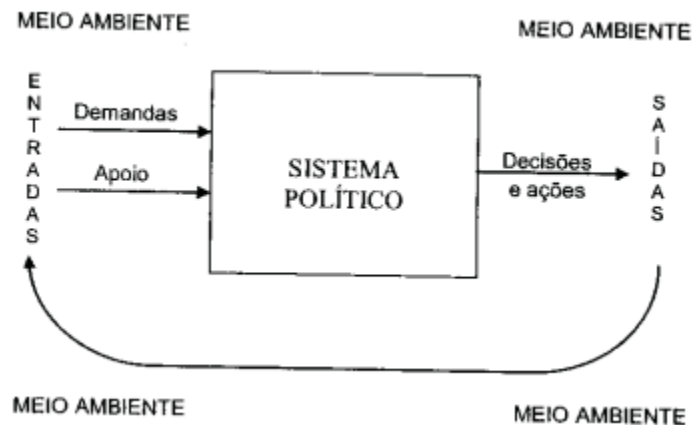 MEIO AMBIENTE
MEIO AMBIENTE
ENTRADAS
Demandas
Apoio
SISTEMA
POLÍTICO
Decisões
e ações
SAÍDAS
MEIO AMBIENTE
MEIO AMBIENTE